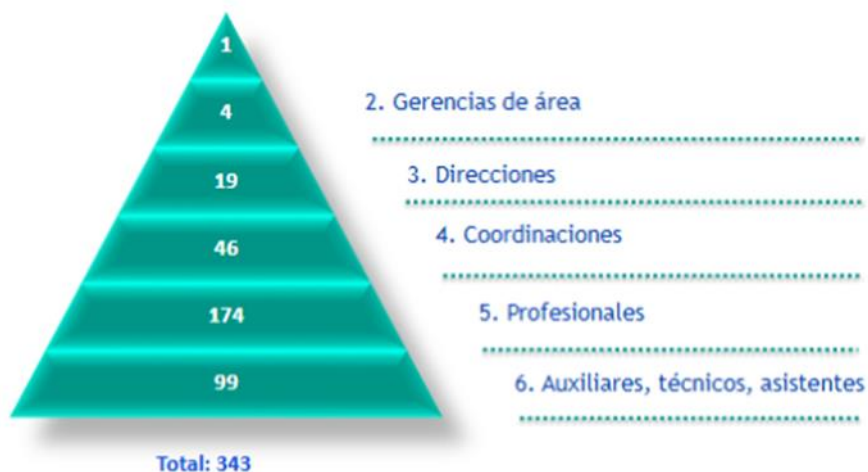 1
4
2. Gerencias de área
19
3. Direcciones
46
4. Coordinaciones
174
5. Profesionales
99
6. Auxiliares, técnicos, asistentes
Total: 343